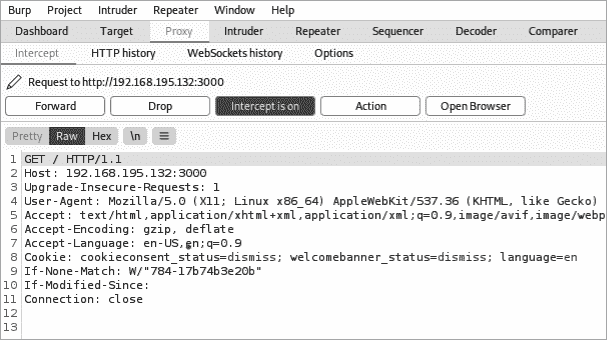 Burp Project Intruder Repeater Window Help
Dashboard Target Proxy Intruder Repeater Sequencer Decoder Comparer
Intercept HTTP history WebSockets history Options
Request to http://192.168.195.132:3000
Forward Drop Intercept is on Action Open Browser
Pretty Raw Hex \n
1 GET / HTTP/1.1
2 Host: 192.168.195.132:3000
3 Upgrade-Insecure-Requests: 1
4 User-Agent: Mozilla/5.0 (X11; Linux x86_64) AppleWebKit/537.36 (KHTML, like Gecko)
5 Accept: text/html,application/xhtml+xml,application/xml;q=0.9,image/avif,image/webp
6 Accept-Encoding: gzip, deflate
7 Accept-Language: en-US,en;q=0.9
8 Cookie: cookieconsent_status=dismiss; welcomebanner_status=dismiss; language=en
9 If-None-Match: W/"784-17b74b3e20b"
10 If-Modified-Since:
11 Connection: close
12
13